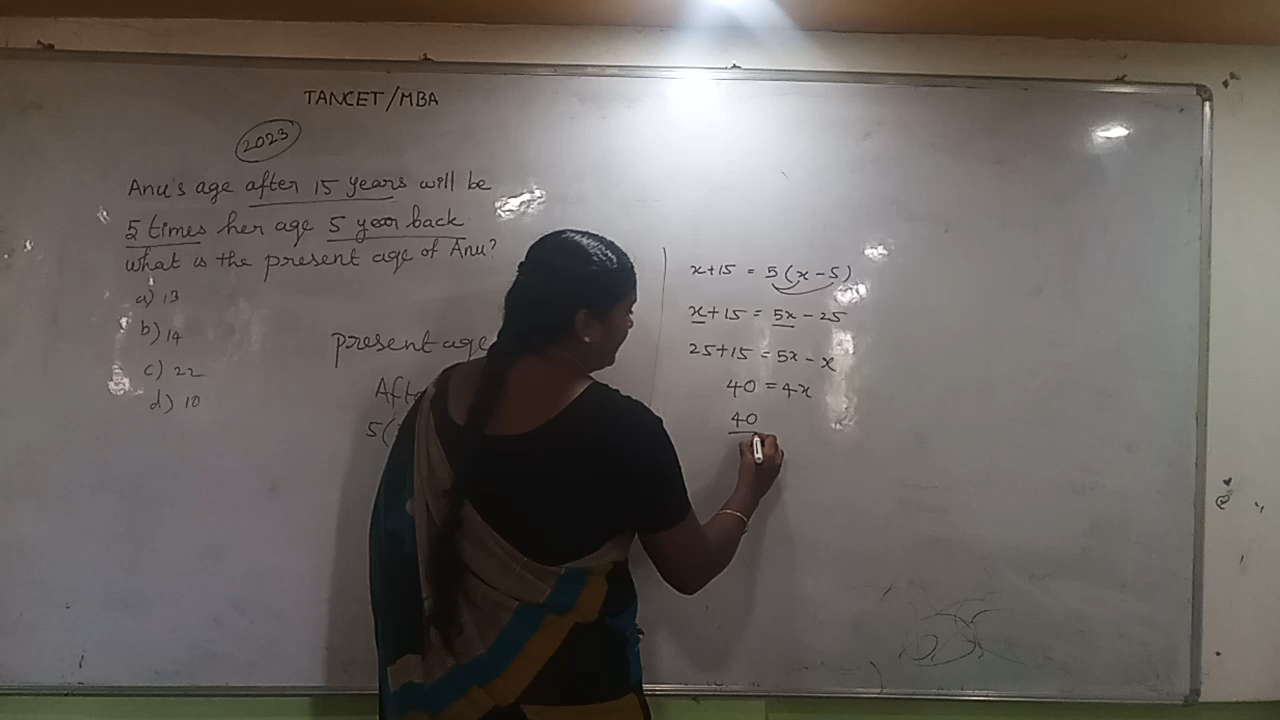 TANCET/MBA
2023
Anu's age after 15 years will be
5 times her age 5 year back
what is the present age of Anu?
a) 13
b) 14
c) 22
d) 10
present age
5(
x+15 = 5(x-5)
x+15 = 5x-25
25+15 = 5x-x
40 = 4x
40